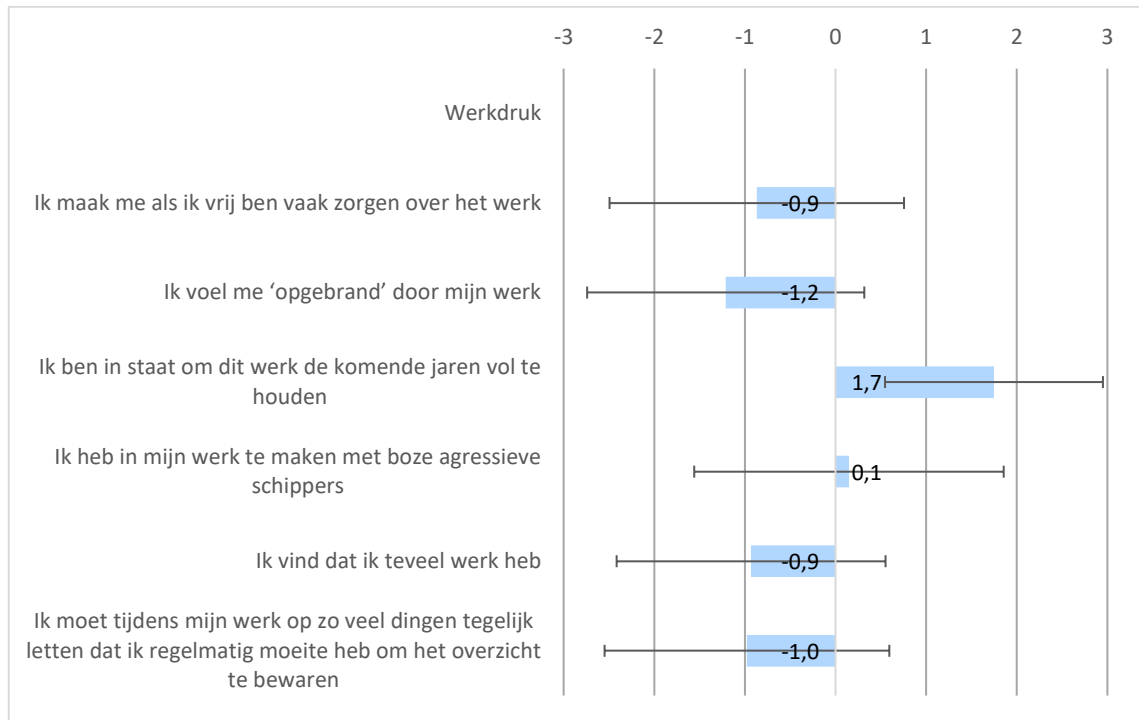 -3 -2 -1 0 1 2 3
Werkdruk
Ik maak me als ik vrij ben vaak zorgen over het werk
-0,9
Ik voel me ‘opgebrand’ door mijn werk
-1,2
Ik ben in staat om dit werk de komende jaren vol te
houden
1,7
Ik heb in mijn werk te maken met boze agressieve
schippers
0,1
Ik vind dat ik teveel werk heb
-0,9
Ik moet tijdens mijn werk op zo veel dingen tegelijk
letten dat ik regelmatig moeite heb om het overzicht
te bewaren
-1,0